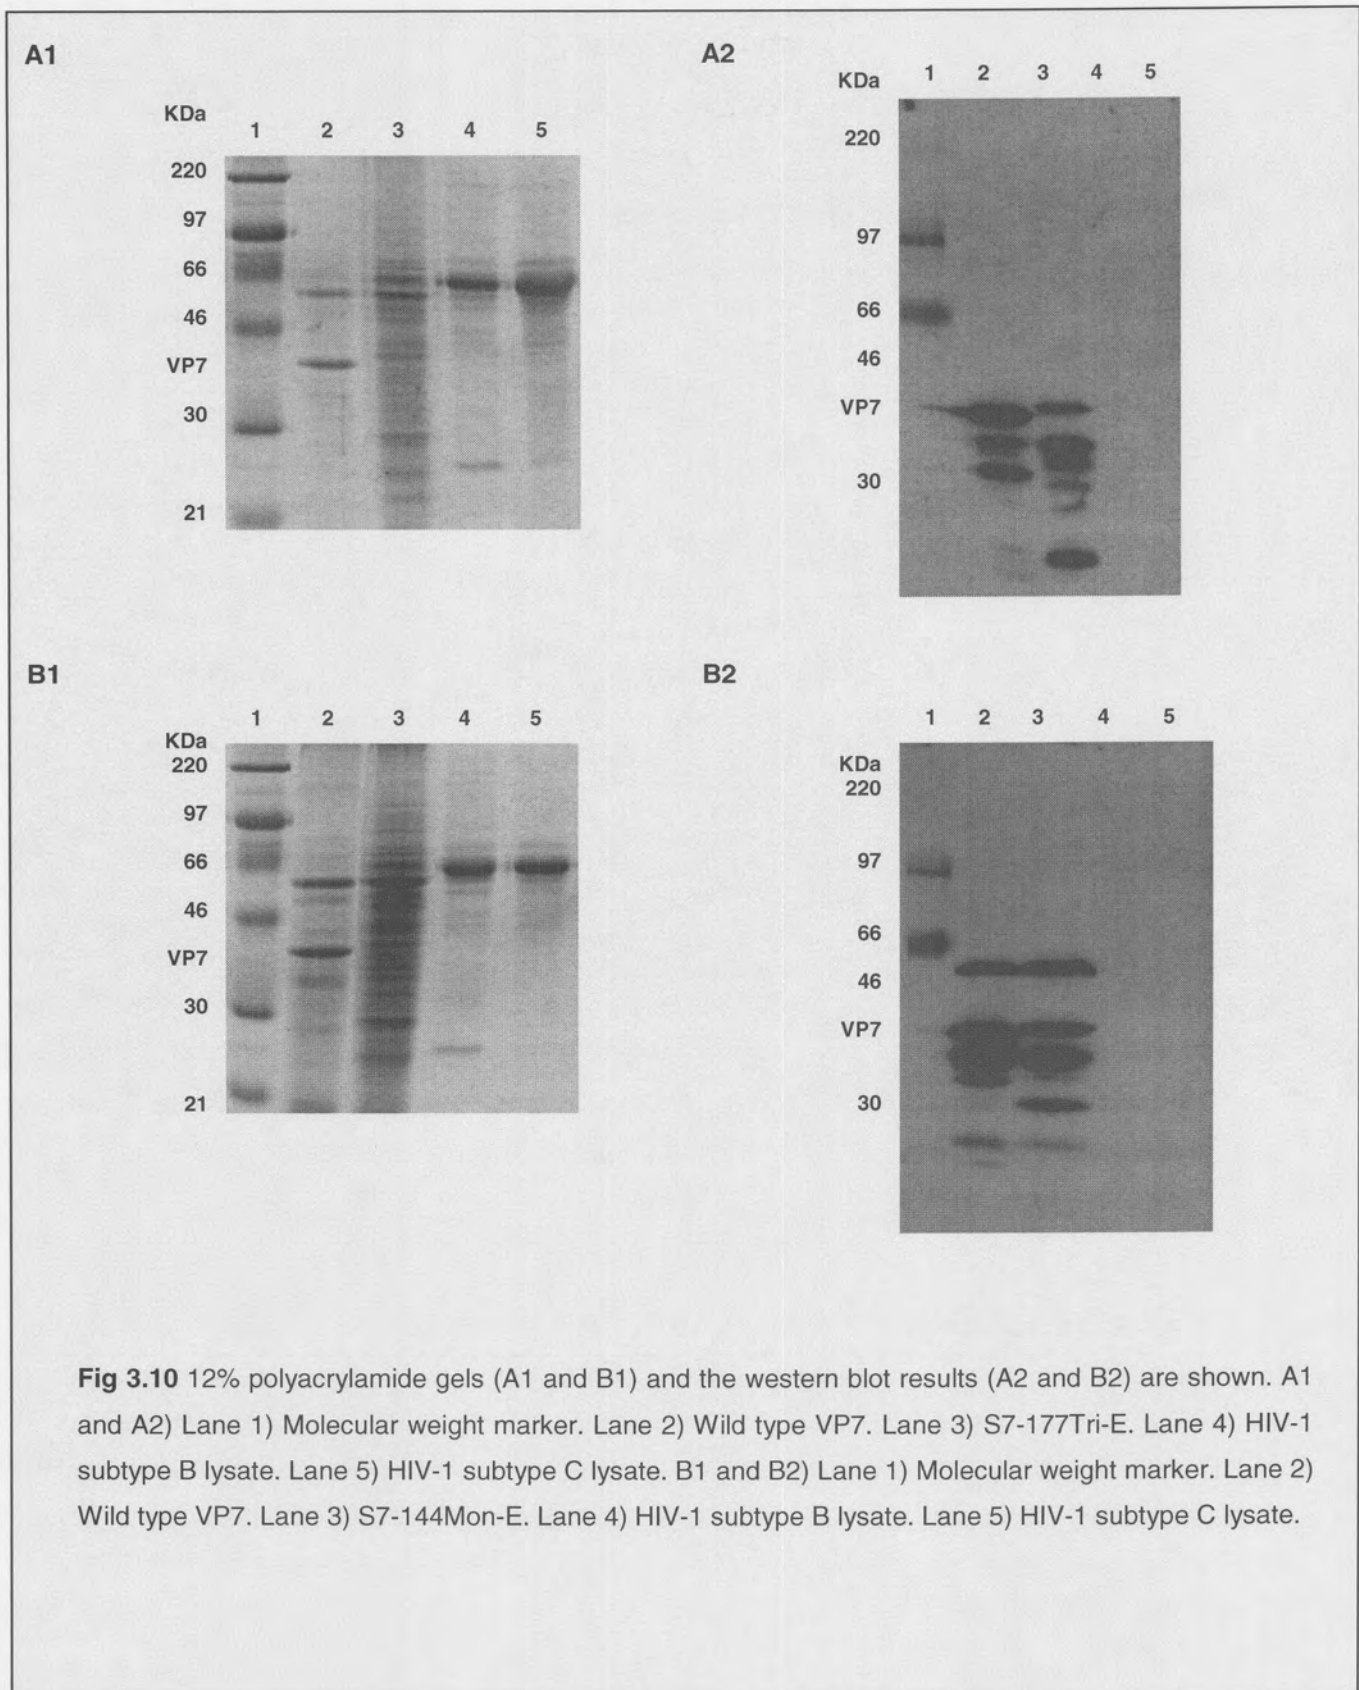 A1
KDa
1 2 3 4 5
220
97
66
46
VP7
30
21
A2
KDa
1 2 3 4 5
220
97
66
46
VP7
30
B1
1 2 3 4 5
KDa
220
97
66
46
VP7
30
21
B2
1 2 3 4 5
KDa
220
97
66
46
VP7
30
Fig 3.10 12% polyacrylamide gels (A1 and B1) and the western blot results (A2 and B2) are shown. A1
and A2) Lane 1) Molecular weight marker. Lane 2) Wild type VP7. Lane 3) S7-177Tri-E. Lane 4) HIV-1
subtype B lysate. Lane 5) HIV-1 subtype C lysate. B1 and B2) Lane 1) Molecular weight marker. Lane 2)
Wild type VP7. Lane 3) S7-144Mon-E. Lane 4) HIV-1 subtype B lysate. Lane 5) HIV-1 subtype C lysate.